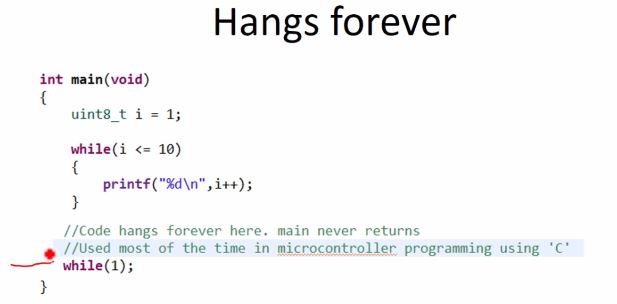 Hangs forever
int main(void)
{
uint8_t i = 1;
while(i <= 10)
{
printf("%d\n",i++);
}
//Code hangs forever here. main never returns
//Used most of the time in microcontroller programming using 'C'
while(1);
}